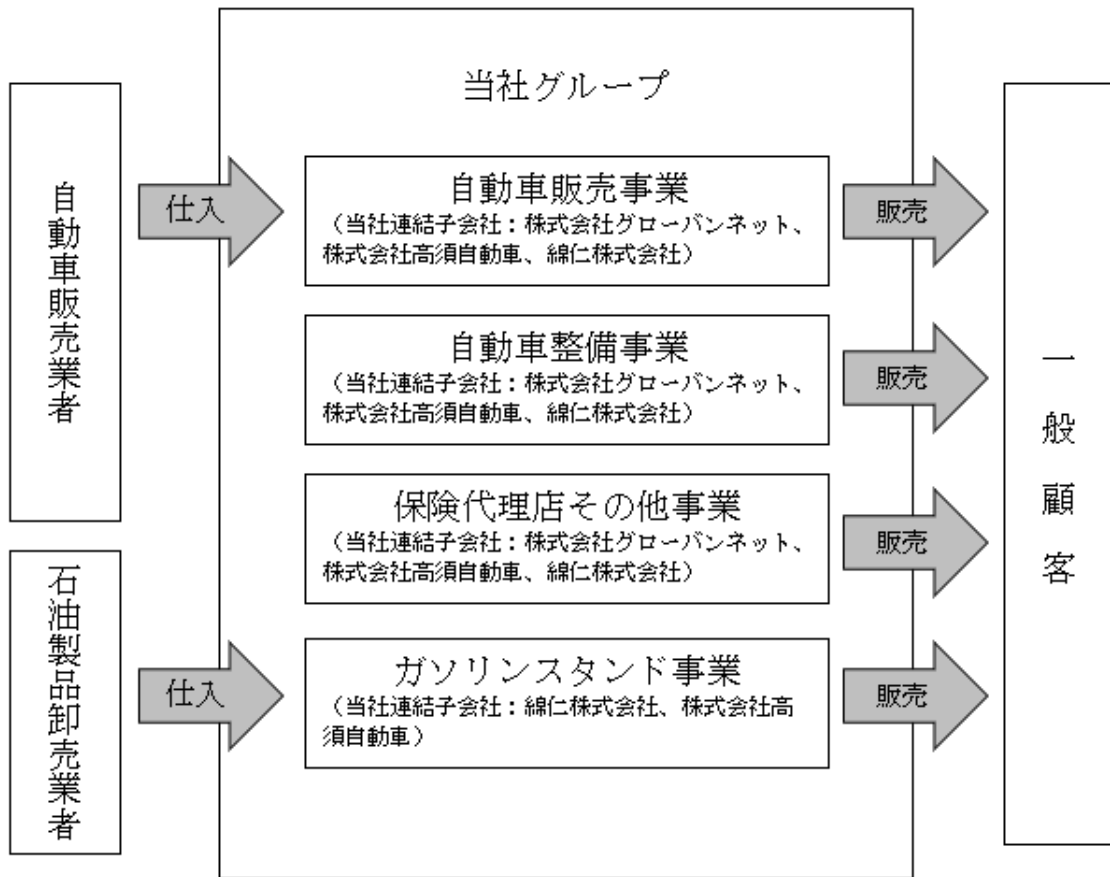 当社グループ
自動車販売業者
仕入
自動車販売事業
（当社連結子会社：株式会社グローバンネット、
株式会社高須自動車、綿仁株式会社）
販売
自動車整備事業
（当社連結子会社：株式会社グローバンネット、
株式会社高須自動車、綿仁株式会社）
販売
保険代理店その他事業
（当社連結子会社：株式会社グローバンネット、
株式会社高須自動車、綿仁株式会社）
販売
石油製品卸売業者
仕入
ガソリンスタンド事業
（当社連結子会社：綿仁株式会社、株式会社高
須自動車）
販売
一般顧客